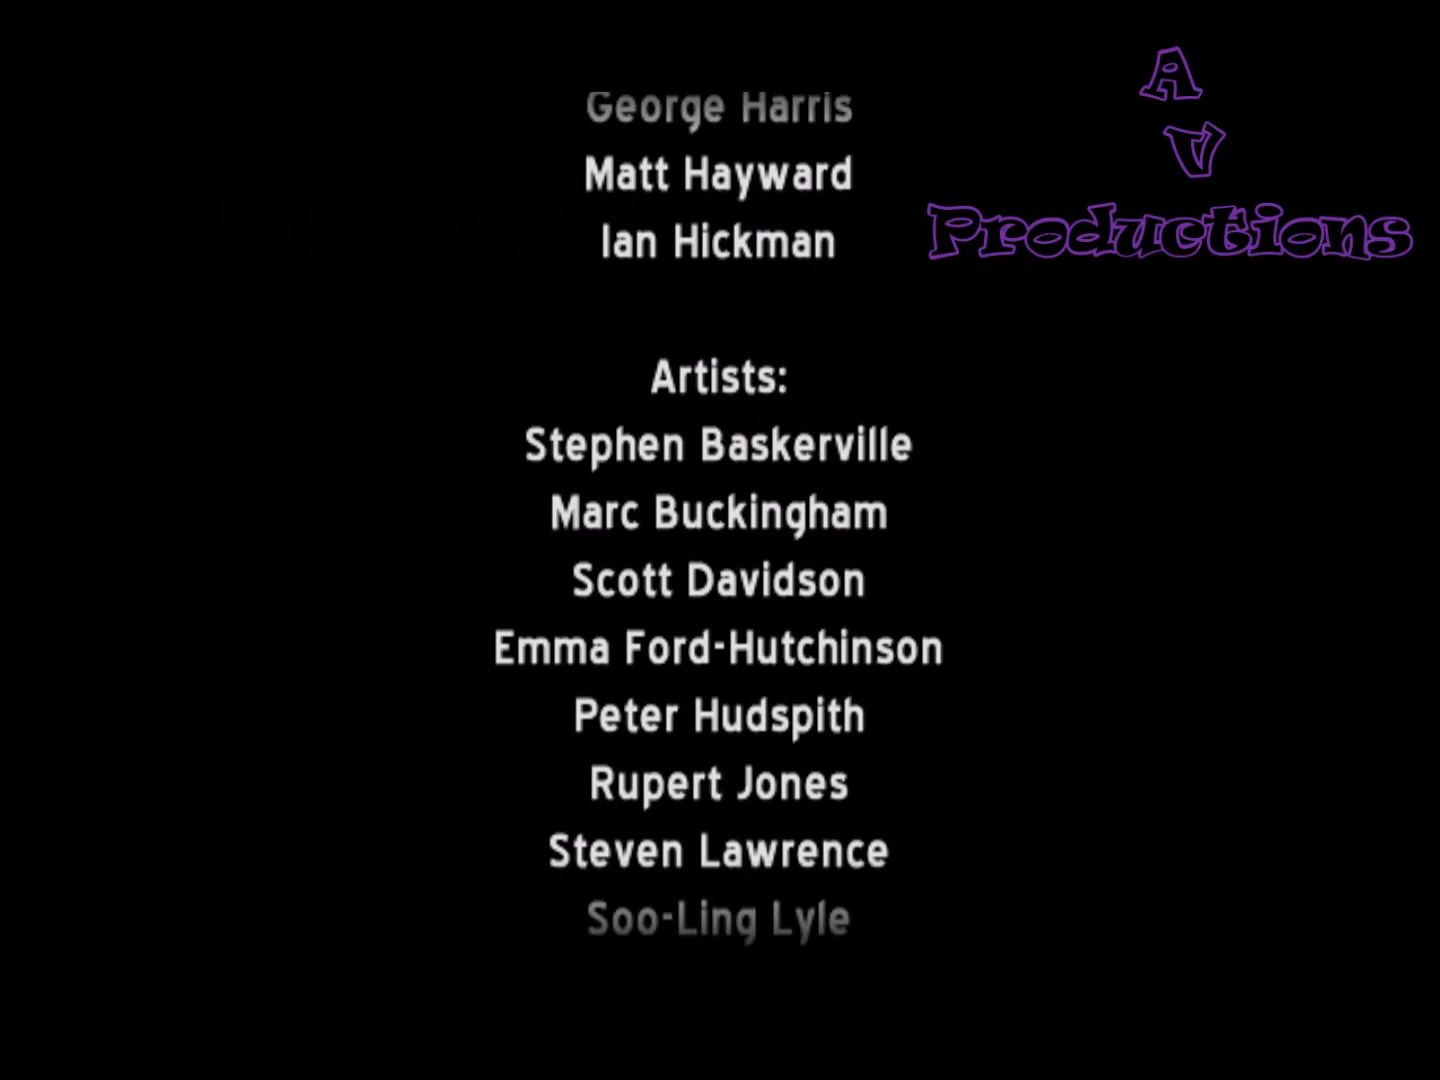 George Harris
Matt Hayward
Ian Hickman
Artists:
Stephen Baskerville
Marc Buckingham
Scott Davidson
Emma Ford-Hutchinson
Peter Hudspith
Rupert Jones
Steven Lawrence
Soo-Ling Lyle
A
V
Productions